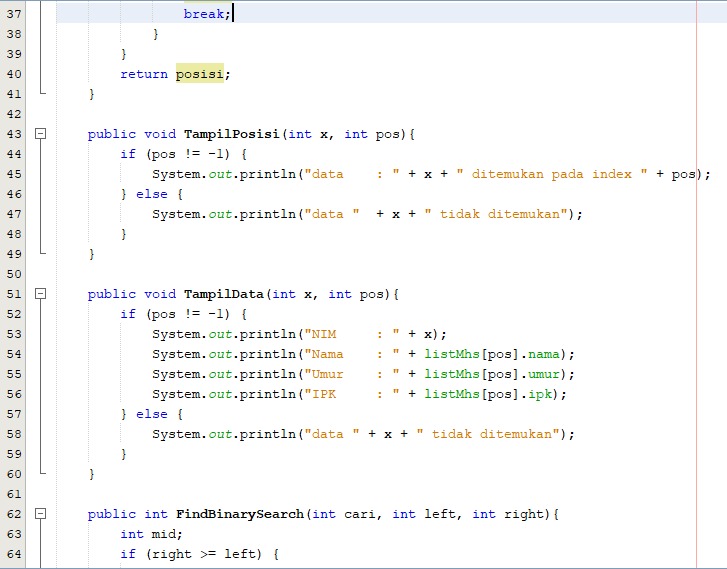 37                     break;
38                 }
39             }
40             return posisi;
41         }
42
43         public void TampilPosisi(int x, int pos){
44             if (pos != -1) {
45                 System.out.println("data    : " + x + " ditemukan pada index " + pos);
46             } else {
47                 System.out.println("data "  + x + " tidak ditemukan");
48             }
49         }
50
51         public void TampilData(int x, int pos){
52             if (pos != -1) {
53                 System.out.println("NIM     : " + x);
54                 System.out.println("Nama    : " + listMhs[pos].nama);
55                 System.out.println("Umur    : " + listMhs[pos].umur);
56                 System.out.println("IPK     : " + listMhs[pos].ipk);
57             } else {
58                 System.out.println("data " + x + " tidak ditemukan");
59             }
60         }
61
62         public int FindBinarySearch(int cari, int left, int right){
63             int mid;
64             if (right >= left) {